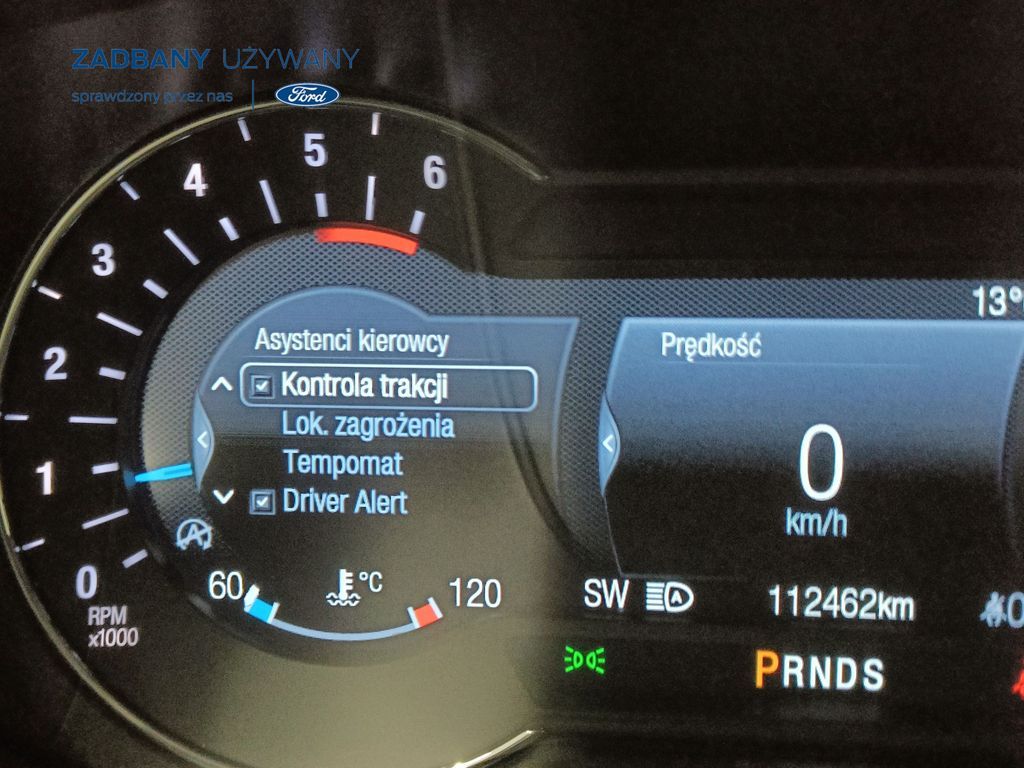 ZADBANY UŻYWANY
sprawdzony przez nas
Ford
5
6
4
3
2
1
0
RPM
x1000
13°
Asystenci kierowcy
Kontrola trakcji
Lok. zagrożenia
Tempomat
Driver Alert
Prędkość
0
km/h
60
°C
120
SW
A
112462km
PRNDS